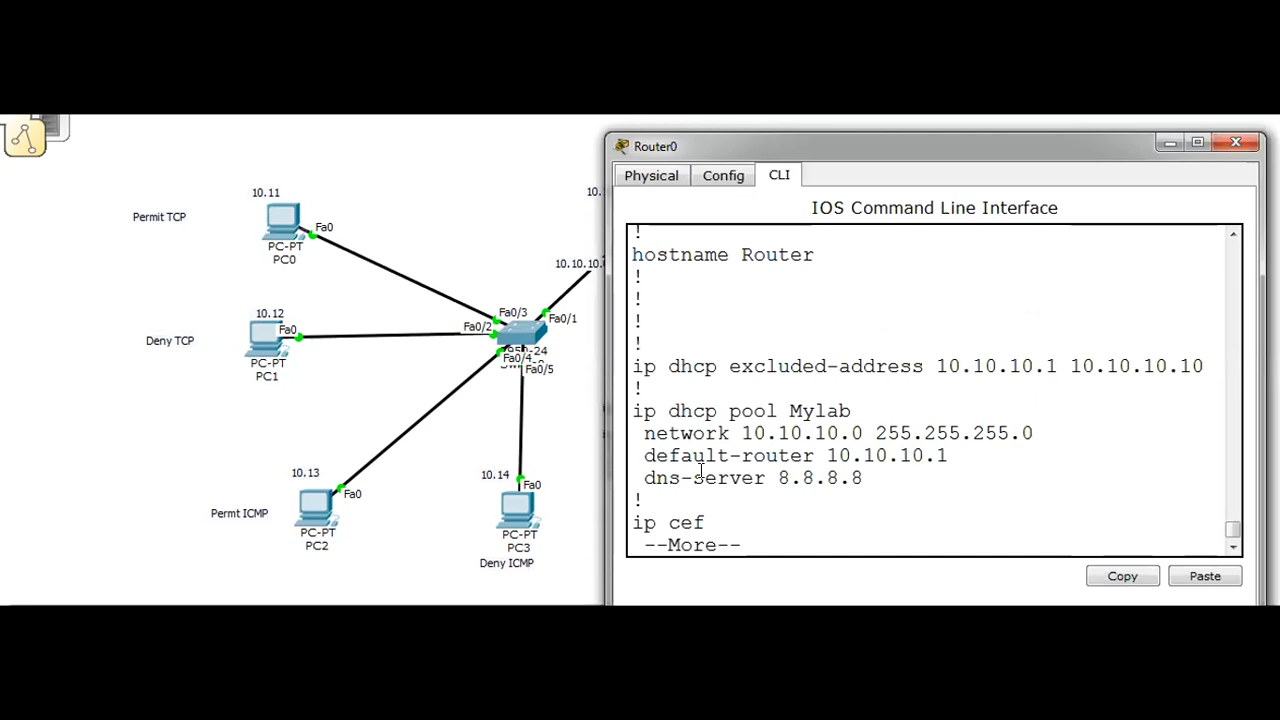 10.11
Permit TCP
Fa0
PC-PT
PC0
10.12
Fa0
Deny TCP
PC-PT
PC1
10.
10.10.10.
Fa0/3
Fa0/1
Fa0/2
Fa0/4
Fa0/5
10.13
Fa0
Permt ICMP
PC-PT
PC2
10.14
Fa0
PC-PT
PC3
Deny ICMP
Router0
Physical
Config
CLI
IOS Command Line Interface
!
hostname Router
!
!
!
!
ip dhcp excluded-address 10.10.10.1 10.10.10.10
!
ip dhcp pool Mylab
network 10.10.10.0 255.255.255.0
default-router 10.10.10.1
dns-server 8.8.8.8
!
ip cef
--More--
Copy
Paste